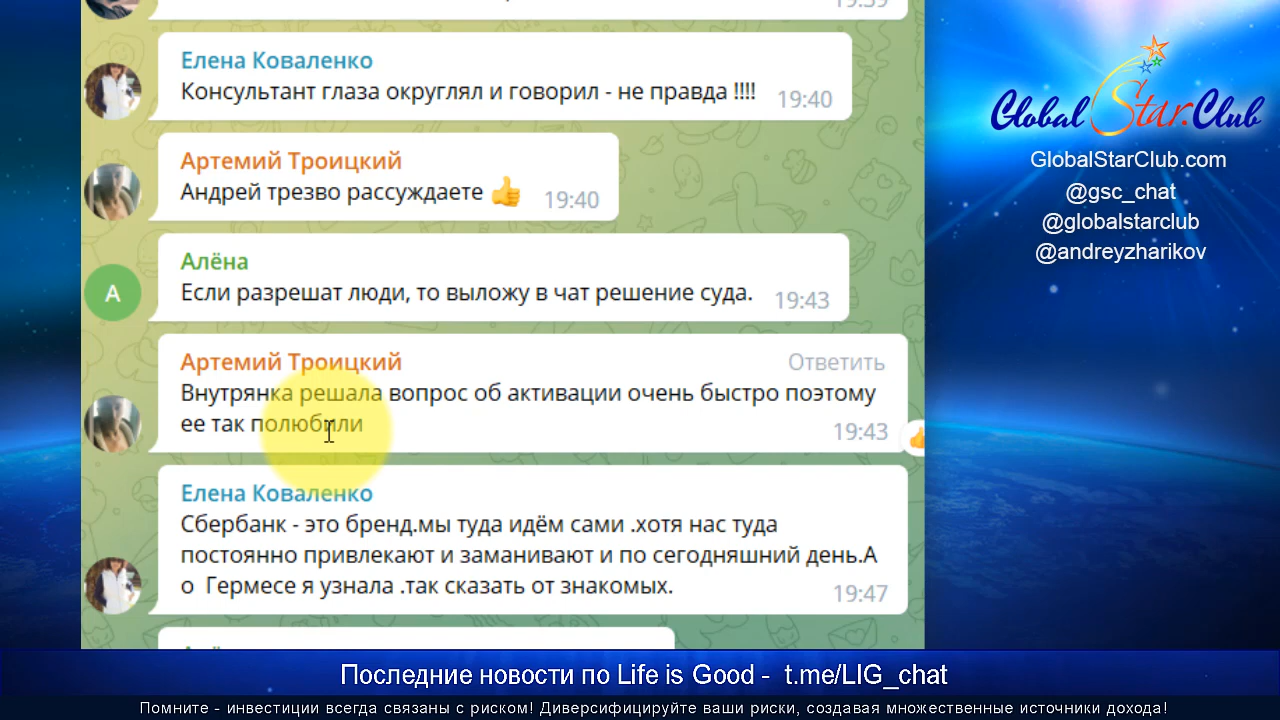 19:39
Елена Коваленко
Консультант глаза округлял и говорил - не правда !!!!
19:40
Артемий Троицкий
Андрей трезво рассуждаете 👍
19:40
Алёна
А
Если разрешат люди, то выложу в чат решение суда.
19:43
Артемий Троицкий
Ответить
Внутрянка решала вопрос об активации очень быстро поэтому
ее так полюбили
19:43
Елена Коваленко
Сбербанк - это бренд.мы туда идём сами .хотя нас туда
постоянно привлекают и заманивают и по сегодняшний день.А
о Гермесе я узнала .так сказать от знакомых.
19:47
Global Star Club
GlobalStarClub.com
@gsc_chat
@globalstarclub
@andreyzharikov
Последние новости по Life is Good - t.me/LIG_chat
Помните - инвестиции всегда связаны с риском! Диверсифицируйте ваши риски, создавая множественные источники дохода!